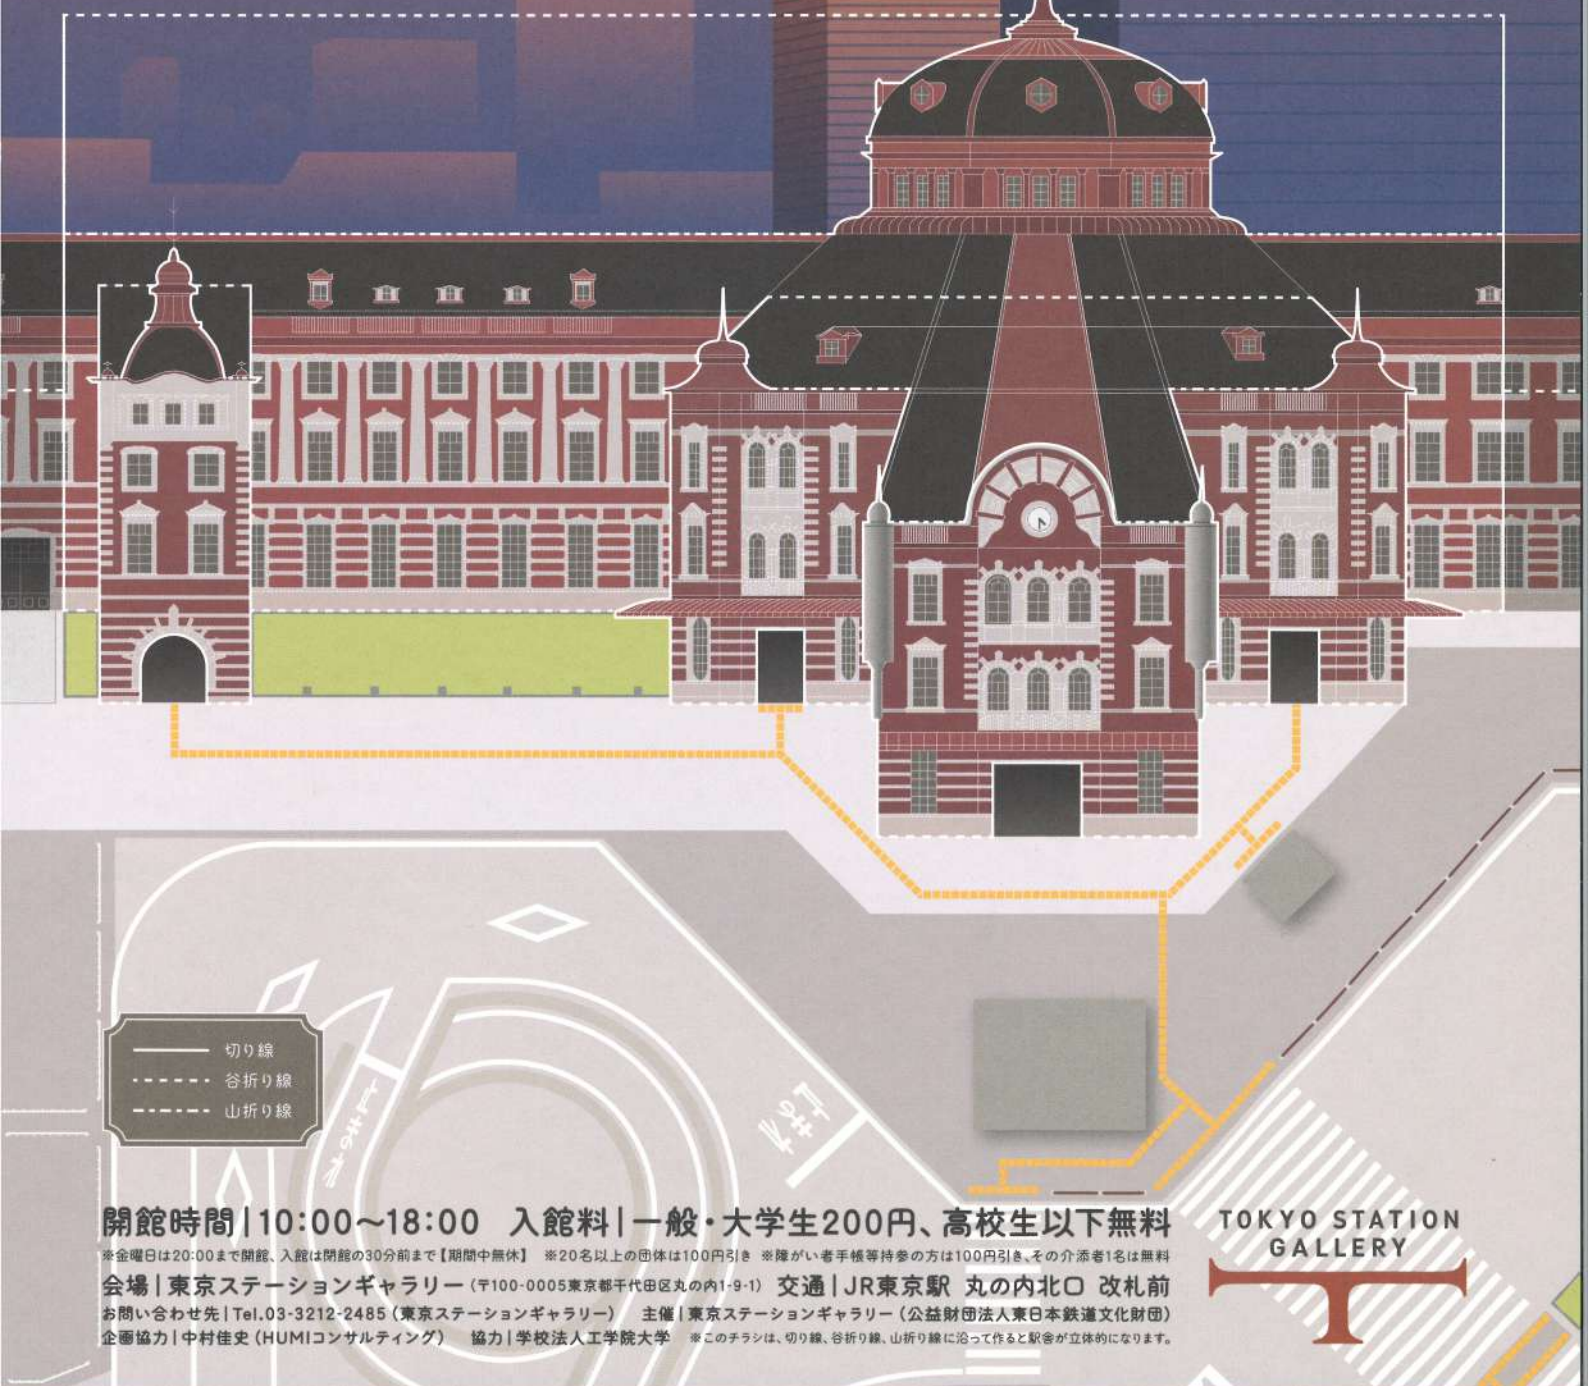 切り線
谷折り線
山折り線
開館時間|10:00〜18:00 入館料|一般・大学生200円、高校生以下無料
※金曜日は20:00まで開館、入館は閉館の30分前まで【期間中無休】 ※20名以上の団体は100円引き ※障がい者手帳等持参の方は100円引き、その介添者1名は無料
会場|東京ステーションギャラリー(〒100-0005東京都千代田区丸の内1-9-1) 交通|JR東京駅 丸の内北口 改札前
お問い合わせ先|Tel.03-3212-2485(東京ステーションギャラリー) 主催|東京ステーションギャラリー(公益財団法人東日本鉄道文化財団)
企画協力|中村佳史(HUMIコンサルティング) 協力|学校法人工学院大学 ※このチラシは、切り線、谷折り線、山折り線に沿って作ると駅舎が立体的になります。
TOKYO STATION
GALLERY